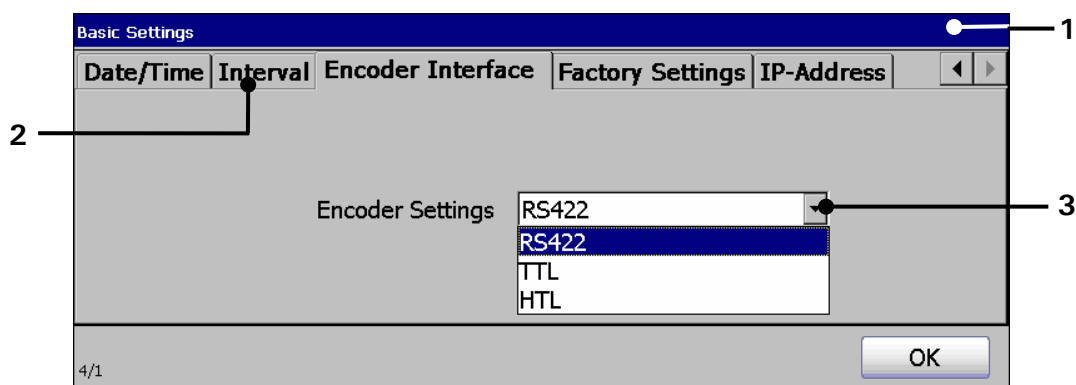 Basic Settings
1
Date/Time Interval Encoder Interface Factory Settings IP-Address
2
Encoder Settings RS422
3
RS422
TTL
HTL
OK
4/1